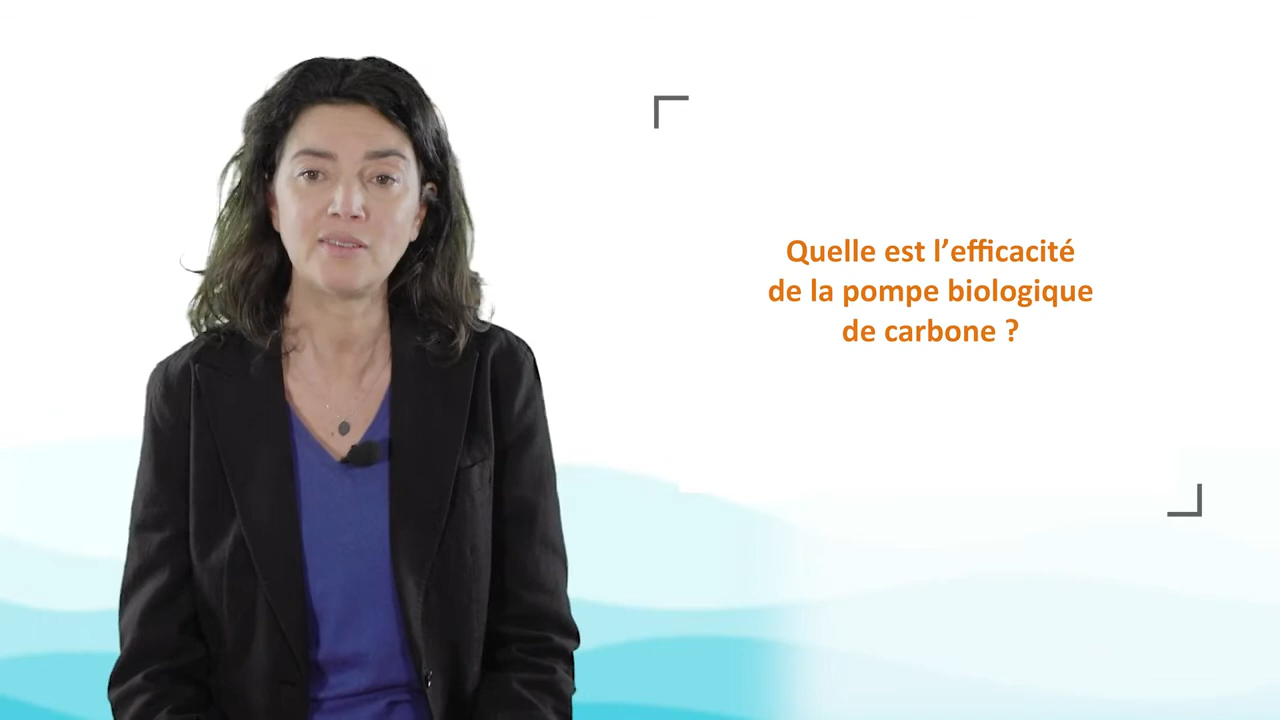 Quelle est l’efficacité
de la pompe biologique
de carbone ?